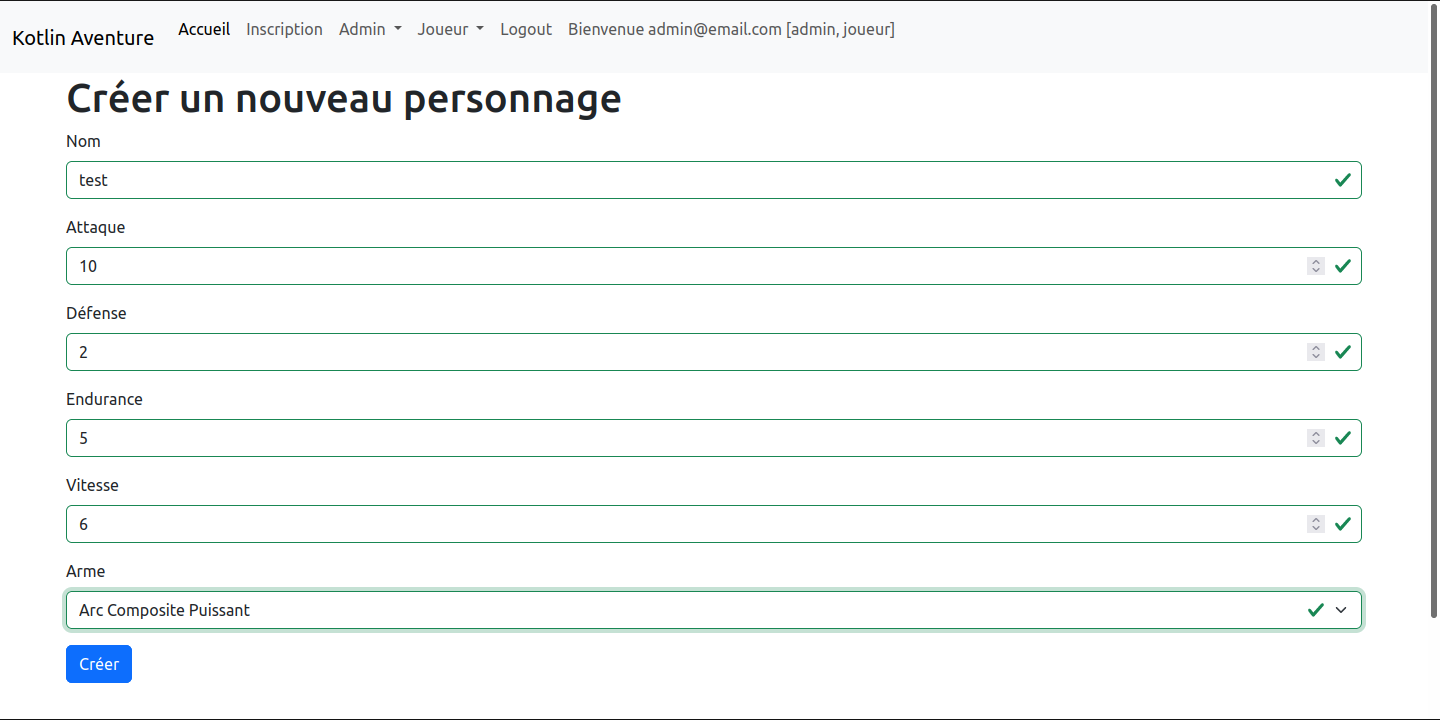 Kotlin Aventure Accueil Inscription Admin Joueur Logout Bienvenue admin@email.com [admin, joueur]
Créer un nouveau personnage
Nom
test
Attaque
10
Défense
2
Endurance
5
Vitesse
6
Arme
Arc Composite Puissant
Créer